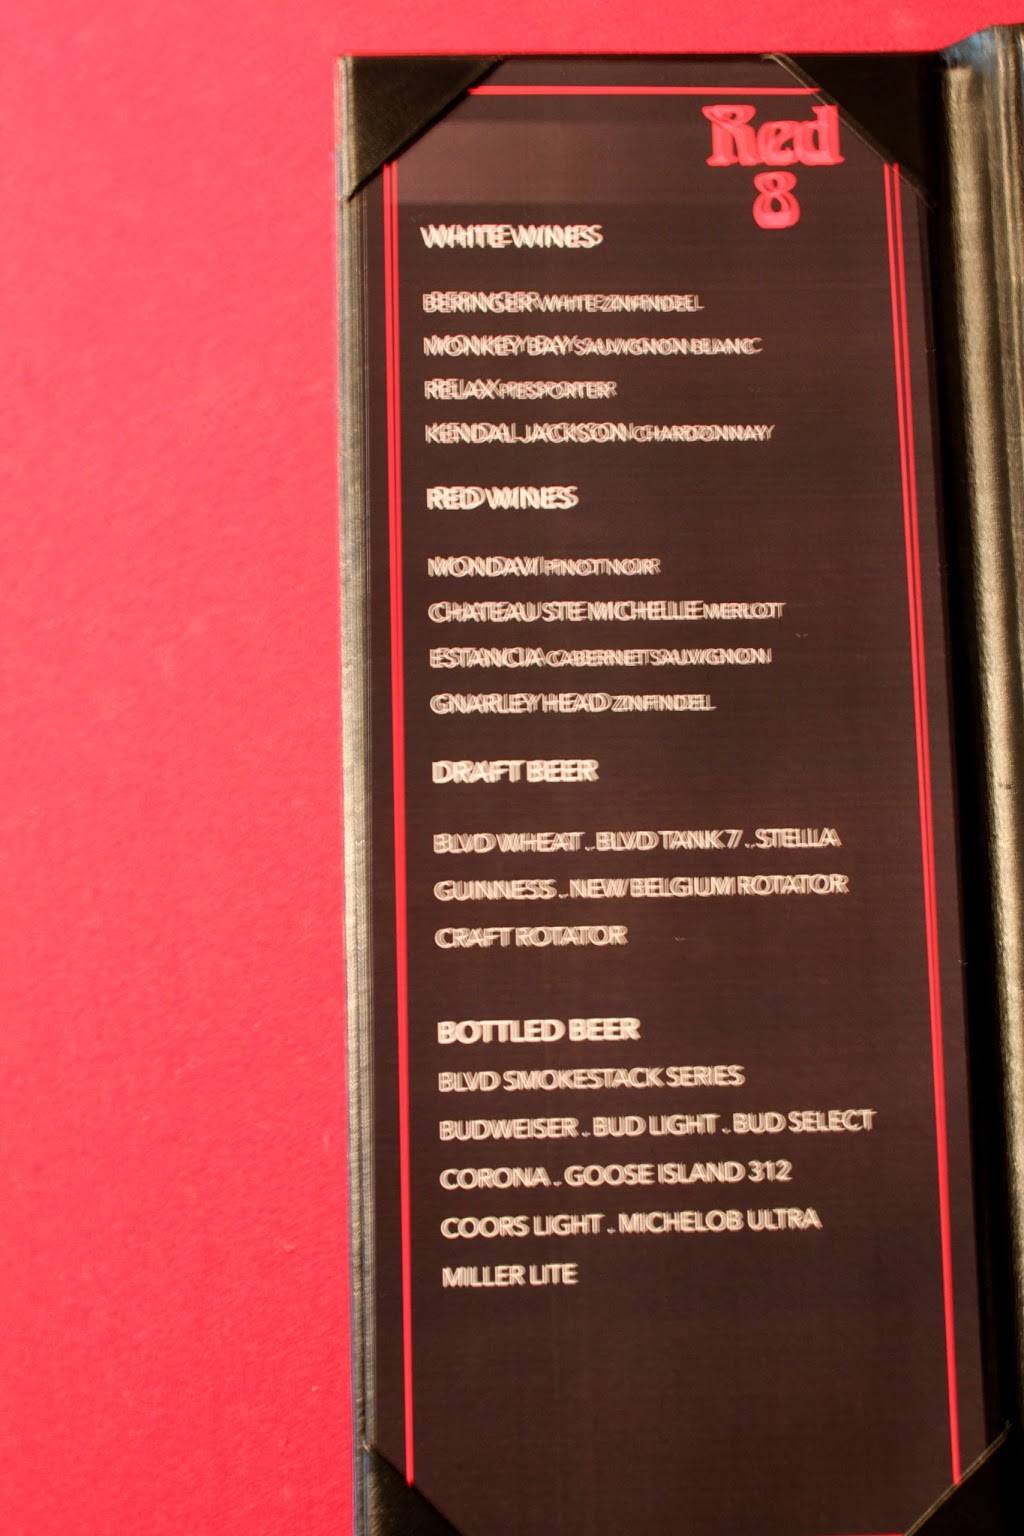 Red
8
WHITE WINES
BERINGER WHITE ZINFINDEL
MONKEY BAY SAUVIGNON BLANC
RELAX PIESPORTER
KENDAL JACKSON CHARDONNAY
RED WINES
MONDAVI PINOT NOIR
CHATEAU STE MICHELLE MERLOT
ESTANCIA CABERNET SAUVIGNON
GNARLEY HEAD ZINFINDEL
DRAFT BEER
BLVD WHEAT . BLVD TANK 7 . STELLA
GUINNESS . NEW BELGIUM ROTATOR
CRAFT ROTATOR
BOTTLED BEER
BLVD SMOKESTACK SERIES
BUDWEISER . BUD LIGHT . BUD SELECT
CORONA . GOOSE ISLAND 312
COORS LIGHT . MICHELOB ULTRA
MILLER LITE